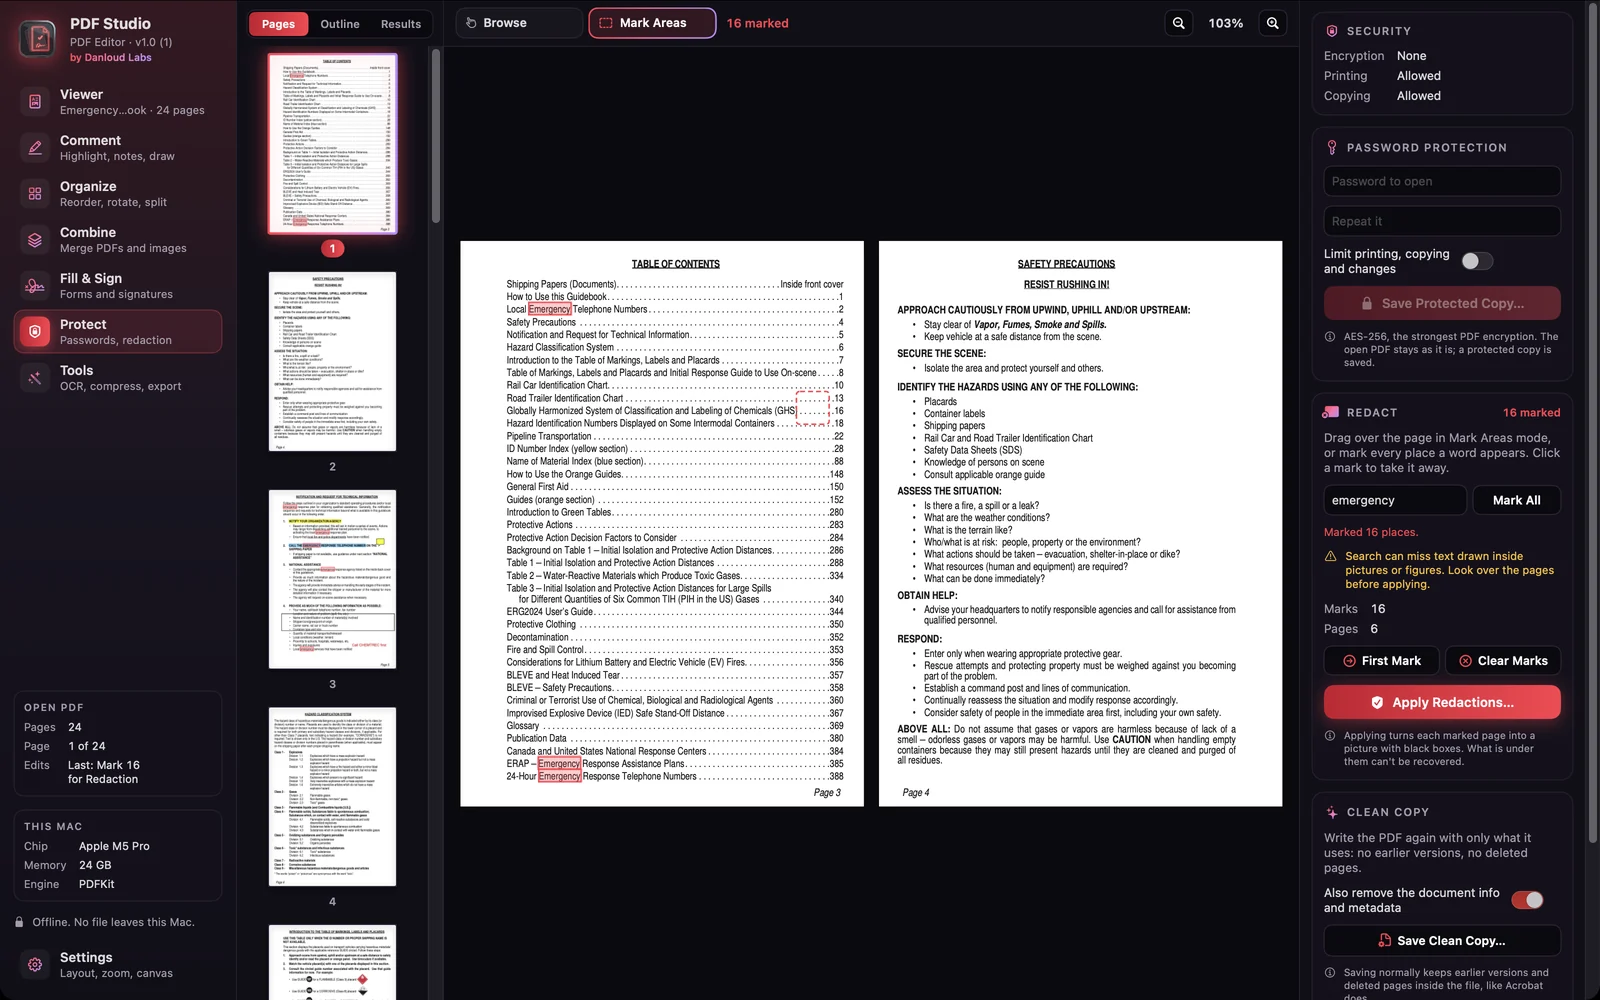 PDF Studio
PDF Editor · v1.0 (1)
by Danloud Labs
Viewer
Emergency...ook · 24 pages
Comment
Highlight, notes, draw
Organize
Reorder, rotate, split
Combine
Merge PDFs and images
Fill & Sign
Forms and signatures
Protect
Passwords, redaction
Tools
OCR, compress, export
OPEN PDF
Pages 24
Page 1 of 24
Edits Last: Mark 16
for Redaction
THIS MAC
Chip Apple M5 Pro
Memory 24 GB
Engine PDFKit
Offline. No file leaves this Mac.
Settings
Layout, zoom, canvas
Pages Outline Results
1
2
3
4
Browse
Mark Areas
16 marked
103%
TABLE OF CONTENTS
Shipping Papers (Documents). . . . . . . . . . . . . . . . . . . . . . . . . . . . . Inside front cover
How to Use this Guidebook. . . . . . . . . . . . . . . . . . . . . . . . . . . . . . . . . . . . . . . . .1
Local Emergency Telephone Numbers . . . . . . . . . . . . . . . . . . . . . . . . . . . . . . . .2
Safety Precautions . . . . . . . . . . . . . . . . . . . . . . . . . . . . . . . . . . . . . . . . . . . . . .4
Notification and Request for Technical Information. . . . . . . . . . . . . . . . . . . . . . . . .5
Hazard Classification System . . . . . . . . . . . . . . . . . . . . . . . . . . . . . . . . . . . . . . .6
Introduction to the Table of Markings, Labels and Placards . . . . . . . . . . . . . . . . . . .7
Table of Markings, Labels and Placards and Initial Response Guide to Use On-scene . . . . .8
Rail Car Identification Chart. . . . . . . . . . . . . . . . . . . . . . . . . . . . . . . . . . . . . . . .10
Road Trailer Identification Chart . . . . . . . . . . . . . . . . . . . . . . . . . . . . . . . . . . . . .13
Globally Harmonized System of Classification and Labeling of Chemicals (GHS . . . . . . .16
Hazard Identification Numbers Displayed on Some Intermodal Containers . . . . . . . . . .18
Pipeline Transportation . . . . . . . . . . . . . . . . . . . . . . . . . . . . . . . . . . . . . . . . . . .22
ID Number Index (yellow section) . . . . . . . . . . . . . . . . . . . . . . . . . . . . . . . . . . . .28
Name of Material Index (blue section). . . . . . . . . . . . . . . . . . . . . . . . . . . . . . . . . .88
How to Use the Orange Guides. . . . . . . . . . . . . . . . . . . . . . . . . . . . . . . . . . . . .148
General First Aid . . . . . . . . . . . . . . . . . . . . . . . . . . . . . . . . . . . . . . . . . . . . . . .150
Guides (orange section) . . . . . . . . . . . . . . . . . . . . . . . . . . . . . . . . . . . . . . . . . .152
Introduction to Green Tables. . . . . . . . . . . . . . . . . . . . . . . . . . . . . . . . . . . . . . .280
Protective Actions . . . . . . . . . . . . . . . . . . . . . . . . . . . . . . . . . . . . . . . . . . . . . .283
Protective Action Decision Factors to Consider . . . . . . . . . . . . . . . . . . . . . . . . . .284
Background on Table 1 – Initial Isolation and Protective Action Distances. . . . . . . . . . .286
Table 1 – Initial Isolation and Protective Action Distances . . . . . . . . . . . . . . . . . . . .288
Table 2 – Water-Reactive Materials which Produce Toxic Gases. . . . . . . . . . . . . . . . .334
Table 3 – Initial Isolation and Protective Action Distances for Large Spills
for Different Quantities of Six Common TIH (PIH in the US) Gases . . . . . . . . . . . . . .340
ERG2024 User's Guide. . . . . . . . . . . . . . . . . . . . . . . . . . . . . . . . . . . . . . . . . . .344
Protective Clothing . . . . . . . . . . . . . . . . . . . . . . . . . . . . . . . . . . . . . . . . . . . . .350
Decontamination . . . . . . . . . . . . . . . . . . . . . . . . . . . . . . . . . . . . . . . . . . . . . . .352
Fire and Spill Control . . . . . . . . . . . . . . . . . . . . . . . . . . . . . . . . . . . . . . . . . . . .353
Considerations for Lithium Battery and Electric Vehicle (EV) Fires. . . . . . . . . . . . . . . .356
BLEVE and Heat Induced Tear . . . . . . . . . . . . . . . . . . . . . . . . . . . . . . . . . . . . .357
BLEVE – Safety Precautions. . . . . . . . . . . . . . . . . . . . . . . . . . . . . . . . . . . . . . .358
Criminal or Terrorist Use of Chemical, Biological and Radiological Agents . . . . . . . . . . .360
Improvised Explosive Device (IED) Safe Stand-Off Distance . . . . . . . . . . . . . . . . . . .367
Glossary . . . . . . . . . . . . . . . . . . . . . . . . . . . . . . . . . . . . . . . . . . . . . . . . . . . .369
Publication Data . . . . . . . . . . . . . . . . . . . . . . . . . . . . . . . . . . . . . . . . . . . . . . .380
Canada and United States National Response Centers . . . . . . . . . . . . . . . . . . . . . .384
ERAP – Emergency Response Assistance Plans. . . . . . . . . . . . . . . . . . . . . . . . . .385
24-Hour Emergency Response Telephone Numbers . . . . . . . . . . . . . . . . . . . . . . .388
Page 3
SAFETY PRECAUTIONS
RESIST RUSHING IN!
APPROACH CAUTIOUSLY FROM UPWIND, UPHILL AND/OR UPSTREAM:
• Stay clear of Vapor, Fumes, Smoke and Spills.
• Keep vehicle at a safe distance from the scene.
SECURE THE SCENE:
• Isolate the area and protect yourself and others.
IDENTIFY THE HAZARDS USING ANY OF THE FOLLOWING:
• Placards
• Container labels
• Shipping papers
• Rail Car and Road Trailer Identification Chart
• Safety Data Sheets (SDS)
• Knowledge of persons on scene
• Consult applicable orange guide
ASSESS THE SITUATION:
• Is there a fire, a spill or a leak?
• What are the weather conditions?
• What is the terrain like?
• Who/what is at risk: people, property or the environment?
• What actions should be taken – evacuation, shelter-in-place or dike?
• What resources (human and equipment) are required?
• What can be done immediately?
OBTAIN HELP:
• Advise your headquarters to notify responsible agencies and call for assistance from
qualified personnel.
RESPOND:
• Enter only when wearing appropriate protective gear.
• Rescue attempts and protecting property must be weighed against you becoming
part of the problem.
• Establish a command post and lines of communication.
• Continually reassess the situation and modify response accordingly.
• Consider safety of people in the immediate area first, including your own safety.
ABOVE ALL: Do not assume that gases or vapors are harmless because of lack of a
smell – odorless gases or vapors may be harmful. Use CAUTION when handling empty
containers because they may still present hazards until they are cleaned and purged of
all residues.
Page 4
SECURITY
Encryption None
Printing Allowed
Copying Allowed
PASSWORD PROTECTION
Password to open
Repeat it
Limit printing, copying
and changes
Save Protected Copy...
AES-256, the strongest PDF encryption. The
open PDF stays as it is; a protected copy is
saved.
REDACT 16 marked
Drag over the page in Mark Areas mode,
or mark every place a word appears. Click
a mark to take it away.
emergency
Mark All
Marked 16 places.
Search can miss text drawn inside
pictures or figures. Look over the pages
before applying.
Marks 16
Pages 6
First Mark
Clear Marks
Apply Redactions...
Applying turns each marked page into a
picture with black boxes. What is under
them can't be recovered.
CLEAN COPY
Write the PDF again with only what it
uses: no earlier versions, no deleted
pages.
Also remove the document info
and metadata
Save Clean Copy...
Saving normally keeps earlier versions and
deleted pages inside the file, like Acrobat
does.